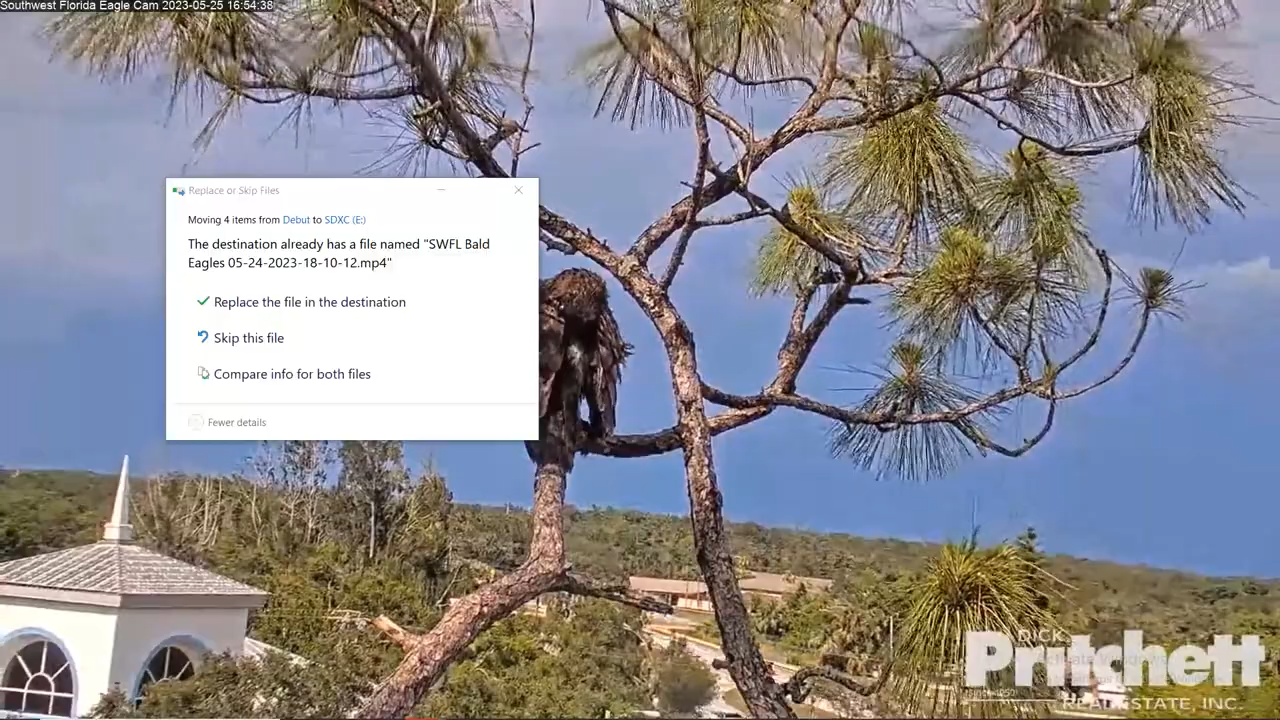 Southwest Florida Eagle Cam 2023-05-25 16:54:38
Replace or Skip Files
Moving 4 items from Debut to SDXC (E:)
The destination already has a file named "SWFL Bald
Eagles 05-24-2023-18-10-12.mp4"
Replace the file in the destination
Skip this file
Compare info for both files
Fewer details
DICK
Pritchett
REAL ESTATE, INC.